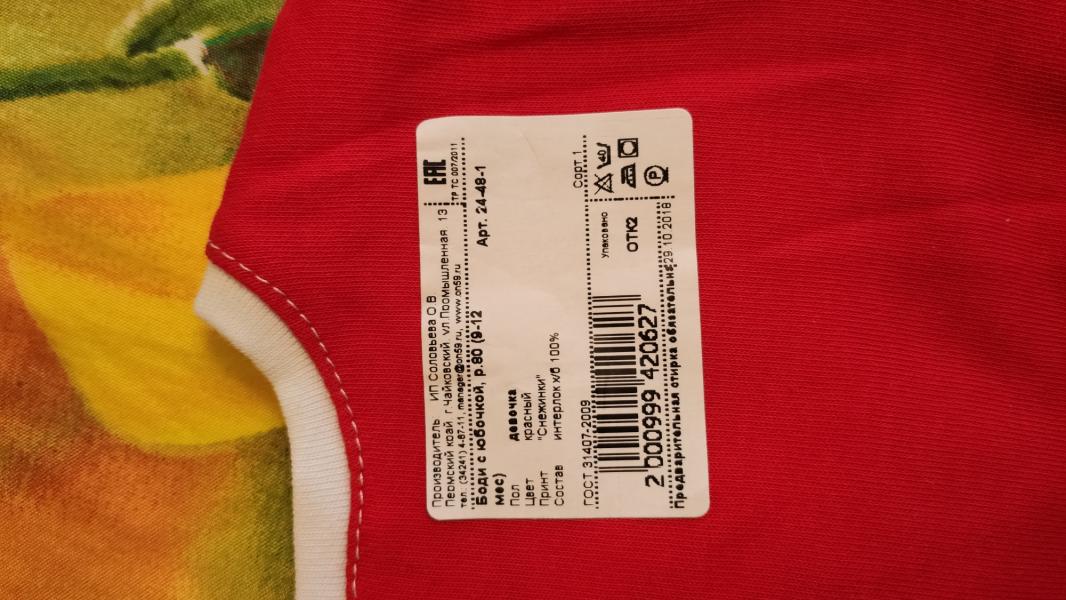 Производитель ИП Соловьева О.В
Пермский край, г Чайковский, ул Промышленная 13
тел. (34241) 4-87-11, manager@on59.ru, www.on59.ru
ЕАС
ТР ТС 007/2011
Боди с юбочкой, р.80 (9-12
мес)
Арт. 24-48-1
Пол девочка
Цвет красный
Принт "Снежинки"
Состав интерлок х/б 100%
ГОСТ 31407-2009
Сорт 1
2 000999 420627
Упаковано
ОТК2
29 10 2018
40
P
Предварительная стирка обязательна